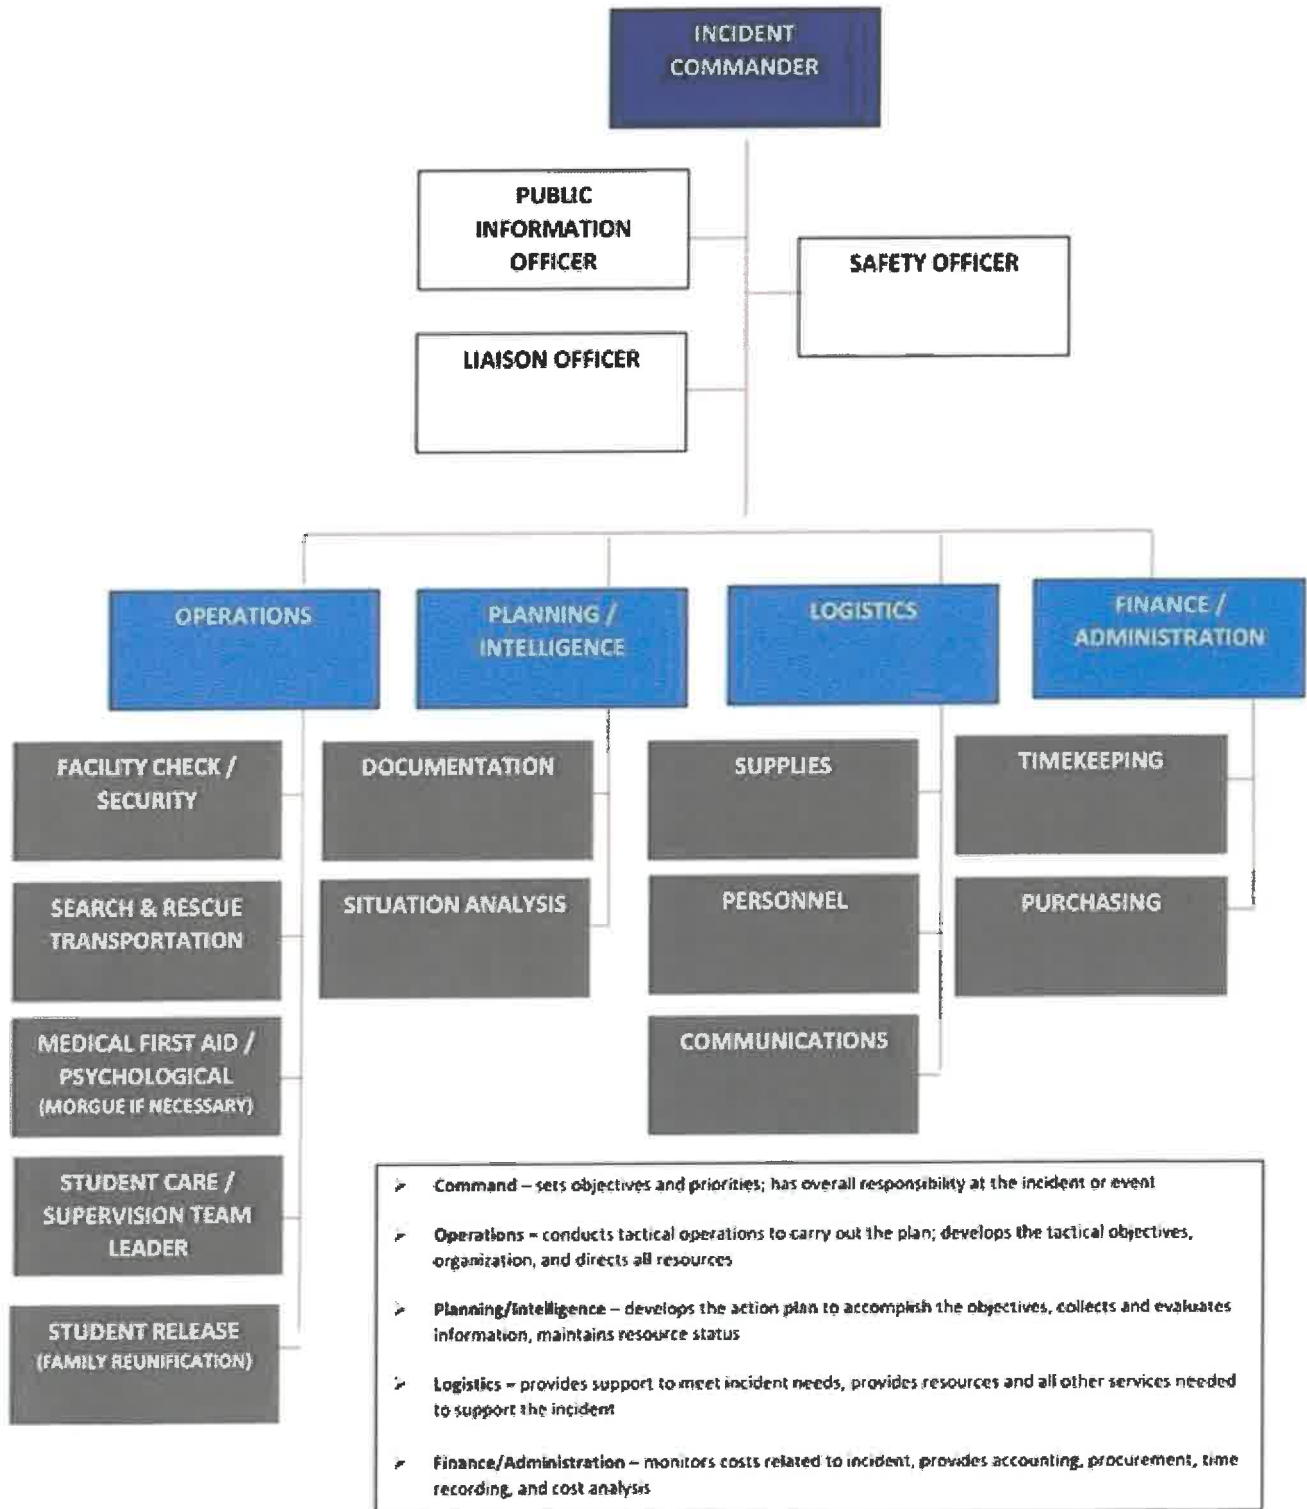 INCIDENT
COMMANDER
PUBLIC
INFORMATION
OFFICER
SAFETY OFFICER
LIAISON OFFICER
OPERATIONS
PLANNING /
INTELLIGENCE
LOGISTICS
FINANCE /
ADMINISTRATION
FACILITY CHECK /
SECURITY
DOCUMENTATION
SUPPLIES
TIMEKEEPING
SEARCH & RESCUE
TRANSPORTATION
SITUATION ANALYSIS
PERSONNEL
PURCHASING
MEDICAL FIRST AID /
PSYCHOLOGICAL
(MORGUE IF NECESSARY)
COMMUNICATIONS
STUDENT CARE /
SUPERVISION TEAM
LEADER
STUDENT RELEASE
(FAMILY REUNIFICATION)
➢ Command – sets objectives and priorities; has overall responsibility at the incident or event
➢ Operations – conducts tactical operations to carry out the plan; develops the tactical objectives,
organization, and directs all resources
➢ Planning/Intelligence – develops the action plan to accomplish the objectives, collects and evaluates
information, maintains resource status
➢ Logistics – provides support to meet incident needs, provides resources and all other services needed
to support the incident
➢ Finance/Administration – monitors costs related to incident, provides accounting, procurement, time
recording, and cost analysis